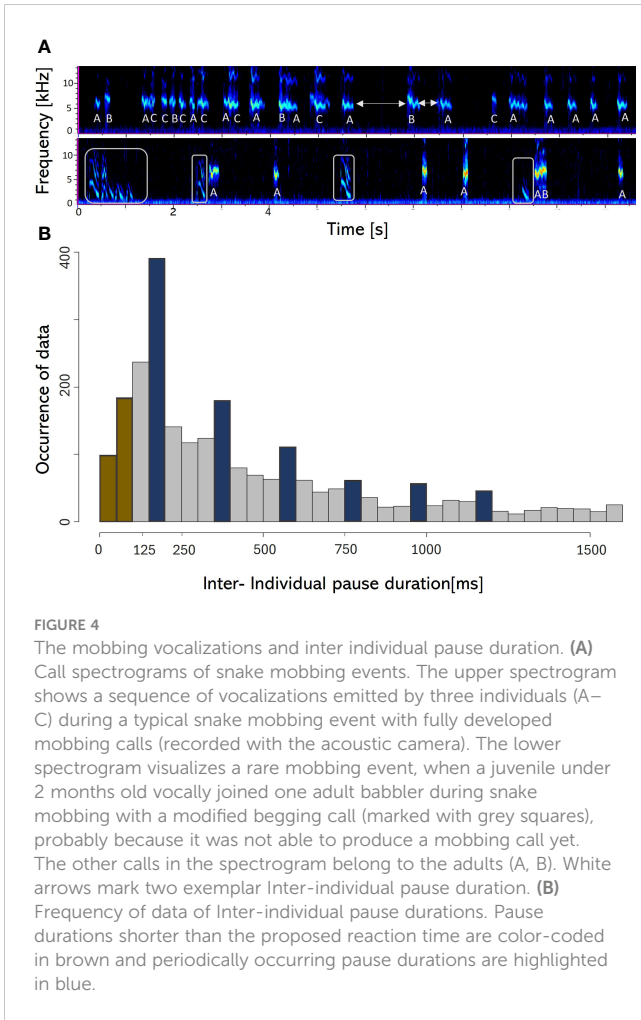 A
Frequency [kHz]
10
5
0
A B A C C B C A C A C A B A C A B A C A A A A A
10
5
0
A A A A AB A
0 2 4
Time [s]
B
Occurrence of data
400
200
0
0 125 250 500 750 1000 1500
Inter- Individual pause duration[ms]
FIGURE 4
The mobbing vocalizations and inter individual pause duration. (A)
Call spectrograms of snake mobbing events. The upper spectrogram
shows a sequence of vocalizations emitted by three individuals (A–
C) during a typical snake mobbing event with fully developed
mobbing calls (recorded with the acoustic camera). The lower
spectrogram visualizes a rare mobbing event, when a juvenile under
2 months old vocally joined one adult babbler during snake
mobbing with a modified begging call (marked with grey squares),
probably because it was not able to produce a mobbing call yet.
The other calls in the spectrogram belong to the adults (A, B). White
arrows mark two exemplar Inter-individual pause duration. (B)
Frequency of data of Inter-individual pause durations. Pause
durations shorter than the proposed reaction time are color-coded
in brown and periodically occurring pause durations are highlighted
in blue.